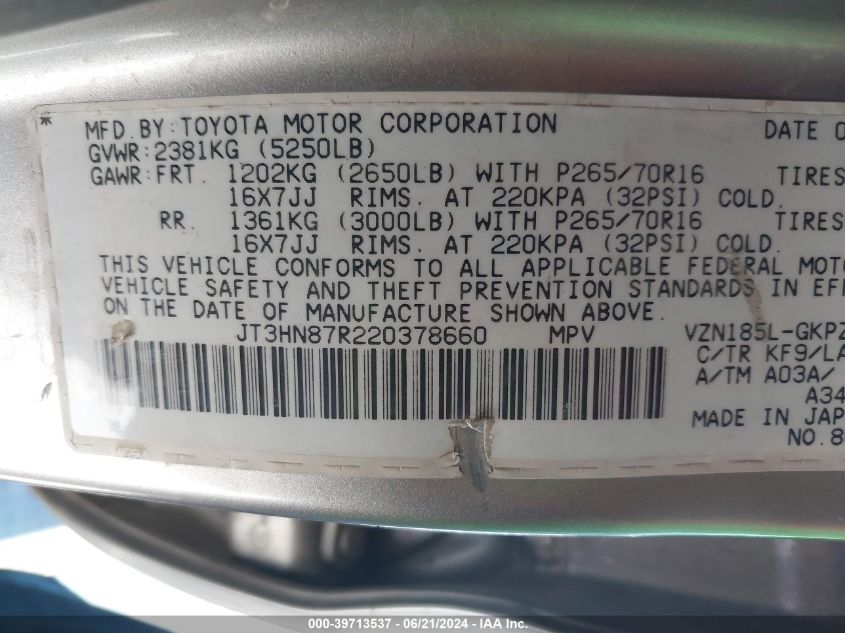 MFD. BY: TOYOTA MOTOR CORPORATION DATE O
GVWR: 2381KG (5250LB)
GAWR: FRT. 1202KG (2650LB) WITH P265/70R16 TIRES
16X7JJ RIMS. AT 220KPA (32PSI) COLD.
RR. 1361KG (3000LB) WITH P265/70R16 TIRES
16X7JJ RIMS. AT 220KPA (32PSI) COLD.
THIS VEHICLE CONFORMS TO ALL APPLICABLE FEDERAL MOTO
VEHICLE SAFETY AND THEFT PREVENTION STANDARDS IN EFF
ON THE DATE OF MANUFACTURE SHOWN ABOVE.
JT3HN87R220378660 MPV VZN185L-GKPZ
C/TR KF9/LA
A/TM A03A/
A34
MADE IN JAP
NO.8
000-39713537 - 06/21/2024 - IAA Inc.